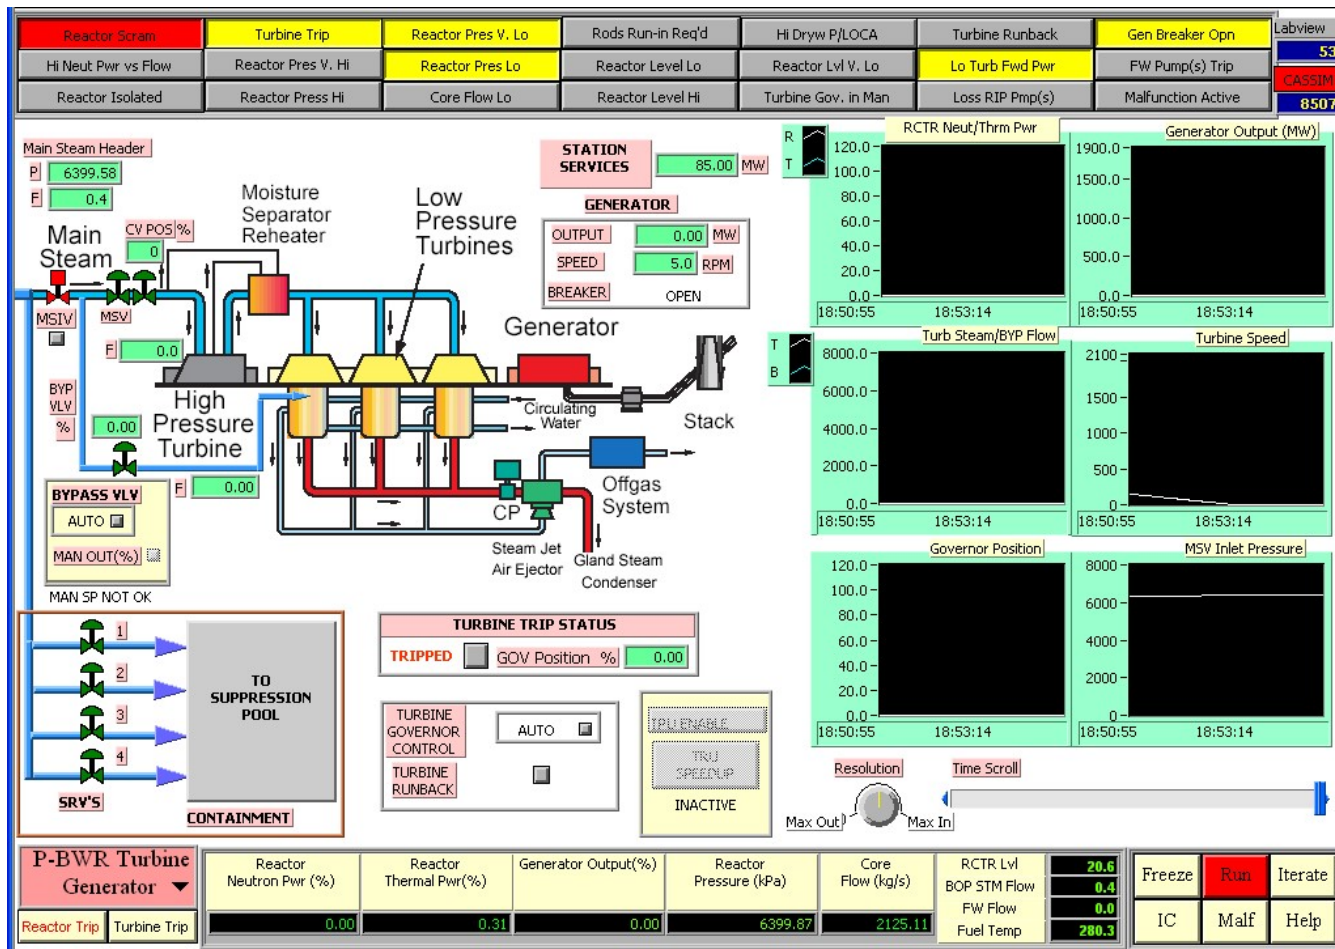 Reactor Scram
Turbine Trip
Reactor Pres V. Lo
Rods Run-in Req'd
Hi Dryw P/LOCA
Turbine Runback
Gen Breaker Opn
Labview
Hi Neut Pwr vs Flow
Reactor Pres V. Hi
Reactor Pres Lo
Reactor Level Lo
Reactor Lvl V. Lo
Lo Turb Fwd Pwr
FW Pump(s) Trip
53
CASSIM
Reactor Isolated
Reactor Press Hi
Core Flow Lo
Reactor Level Hi
Turbine Gov. in Man
Loss RIP Pmp(s)
Malfunction Active
8507
Main Steam Header
P 6399.58
F 0.4
Main
Steam
CV POS %
0
MSIV
MSV
Moisture
Separator
Reheater
Low
Pressure
Turbines
STATION
SERVICES
85.00 MW
GENERATOR
OUTPUT 0.00 MW
SPEED 5.0 RPM
BREAKER OPEN
F 0.0
Generator
BYP
VLV
%
0.00
High
Pressure
Turbine
F 0.00
Circulating
Water
Stack
Offgas
System
CP
Steam Jet
Air Ejector
Gland Steam
Condenser
BYPASS VLV
AUTO
MAN OUT(%)
MAN SP NOT OK
1
2
3
4
SRV'S
TO
SUPPRESSION
POOL
CONTAINMENT
TURBINE TRIP STATUS
TRIPPED GOV Position % 0.00
TURBINE
GOVERNOR
CONTROL
AUTO
TURBINE
RUNBACK
ENABLE
TRU
SPEEDUP
INACTIVE
R
T
RCTR Neut/Thrm Pwr
120.0
100.0
80.0
60.0
40.0
20.0
0.0
18:50:55 18:53:14
Generator Output (MW)
1900.0
1500.0
1000.0
500.0
0.0
18:50:55 18:53:14
T
B
Turb Steam/BYP Flow
8000.0
6000.0
4000.0
2000.0
0.0
18:50:55 18:53:14
Turbine Speed
2100
1500
1000
500
0
18:50:55 18:53:14
Governor Position
120.0
100.0
80.0
60.0
40.0
20.0
0.0
18:50:55 18:53:14
MSV Inlet Pressure
8000
6000
4000
2000
0
18:50:55 18:53:14
Resolution
Max Out
Max In
Time Scroll
P-BWR Turbine
Generator
Reactor Trip
Turbine Trip
Reactor
Neutron Pwr (%)
0.00
Reactor
Thermal Pwr(%)
0.31
Generator Output(%)
0.00
Reactor
Pressure (kPa)
6399.87
Core
Flow (kg/s)
2125.11
RCTR Lvl 20.6
BOP STM Flow 0.4
FW Flow 0.0
Fuel Temp 280.3
Freeze
Run
Iterate
IC
Malf
Help